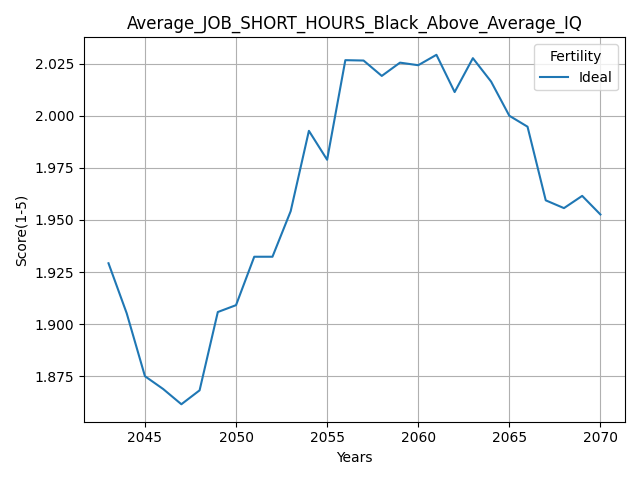 Average_JOB_SHORT_HOURS_Black_Above_Average_IQ
Fertility
Ideal
2.025
2.000
1.975
1.950
1.925
1.900
1.875
Score(1-5)
2045 2050 2055 2060 2065 2070
Years